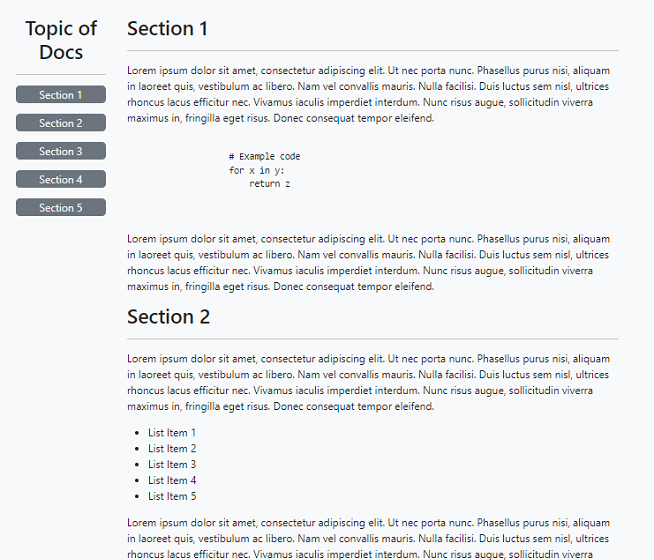 Topic of
Docs
Section 1
Section 2
Section 3
Section 4
Section 5
Section 1
Lorem ipsum dolor sit amet, consectetur adipiscing elit. Ut nec porta nunc. Phasellus purus nisi, aliquam
ut leo quis, vestibulum ac libero. Nam vel convallis mauris. Nulla facilisi. Duis luctus sem nisl, ultrices
rhoncus lacus efficitur nec. Vivamus iaculis imperdiet interdum. Nunc risus augue, sollicitudin viverra
maximus in, fringilla eget risus. Donec consequat tempor eleifend.
# Example code
for x in y:
    return z
Lorem ipsum dolor sit amet, consectetur adipiscing elit. Ut nec porta nunc. Phasellus purus nisi, aliquam
ut leo quis, vestibulum ac libero. Nam vel convallis mauris. Nulla facilisi. Duis luctus sem nisl, ultrices
rhoncus lacus efficitur nec. Vivamus iaculis imperdiet interdum. Nunc risus augue, sollicitudin viverra
maximus in, fringilla eget risus. Donec consequat tempor eleifend.
Section 2
Lorem ipsum dolor sit amet, consectetur adipiscing elit. Ut nec porta nunc. Phasellus purus nisi, aliquam
ut leo quis, vestibulum ac libero. Nam vel convallis mauris. Nulla facilisi. Duis luctus sem nisl, ultrices
rhoncus lacus efficitur nec. Vivamus iaculis imperdiet interdum. Nunc risus augue, sollicitudin viverra
maximus in, fringilla eget risus. Donec consequat tempor eleifend.
• List Item 1
• List Item 2
• List Item 3
• List Item 4
• List Item 5
Lorem ipsum dolor sit amet, consectetur adipiscing elit. Ut nec porta nunc. Phasellus purus nisi, aliquam
ut leo quis, vestibulum ac libero. Nam vel convallis mauris. Nulla facilisi. Duis luctus sem nisl, ultrices
rhoncus lacus efficitur nec. Vivamus iaculis imperdiet interdum. Nunc risus augue, sollicitudin viverra